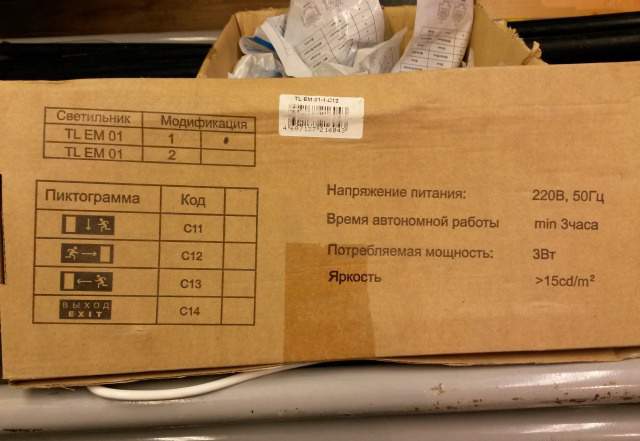 TL EM 01-1-C12
Светильник Модификация
TL EM 01 1
TL EM 01 2
Пиктограмма Код
C11
C12
C13
ВЫХОД
EXIT C14
Напряжение питания: 220В, 50Гц
Время автономной работы min 3часа
Потребляемая мощность: 3Вт
Яркость >15cd/m²